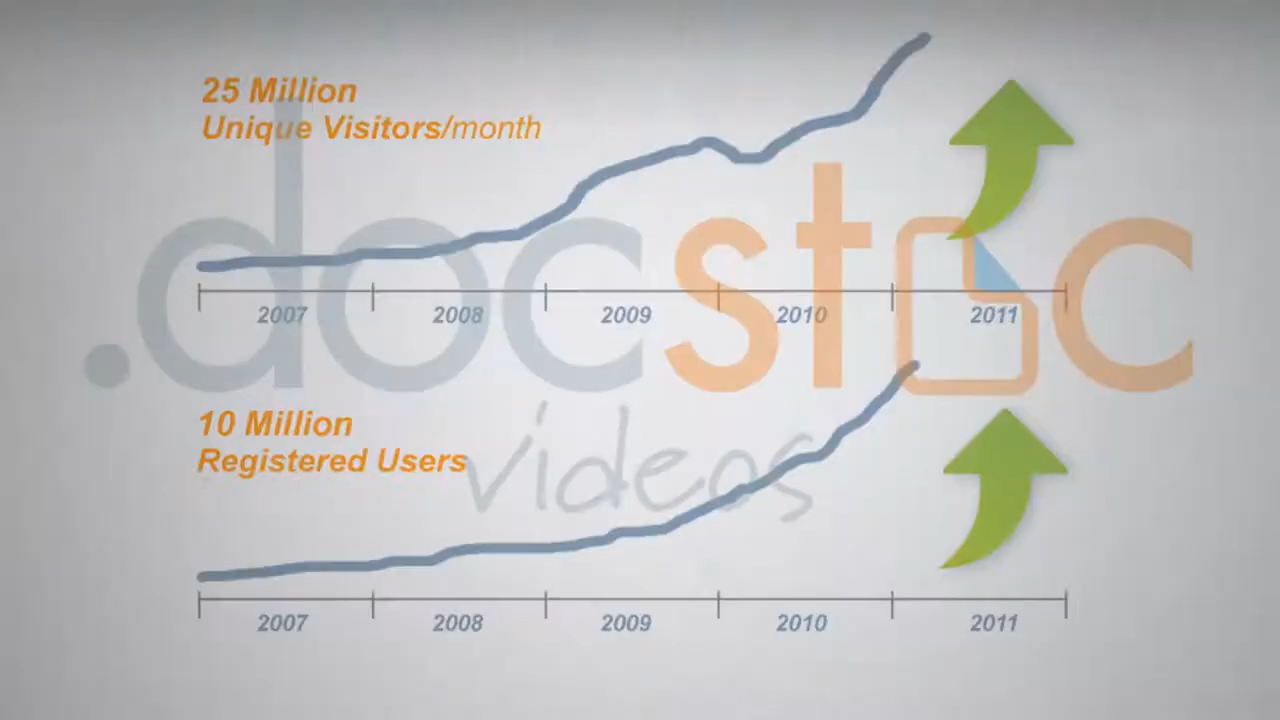 25 Million
Unique Visitors/month
2007 2008 2009 2010 2011
.docstoc
videos
10 Million
Registered Users
2007 2008 2009 2010 2011